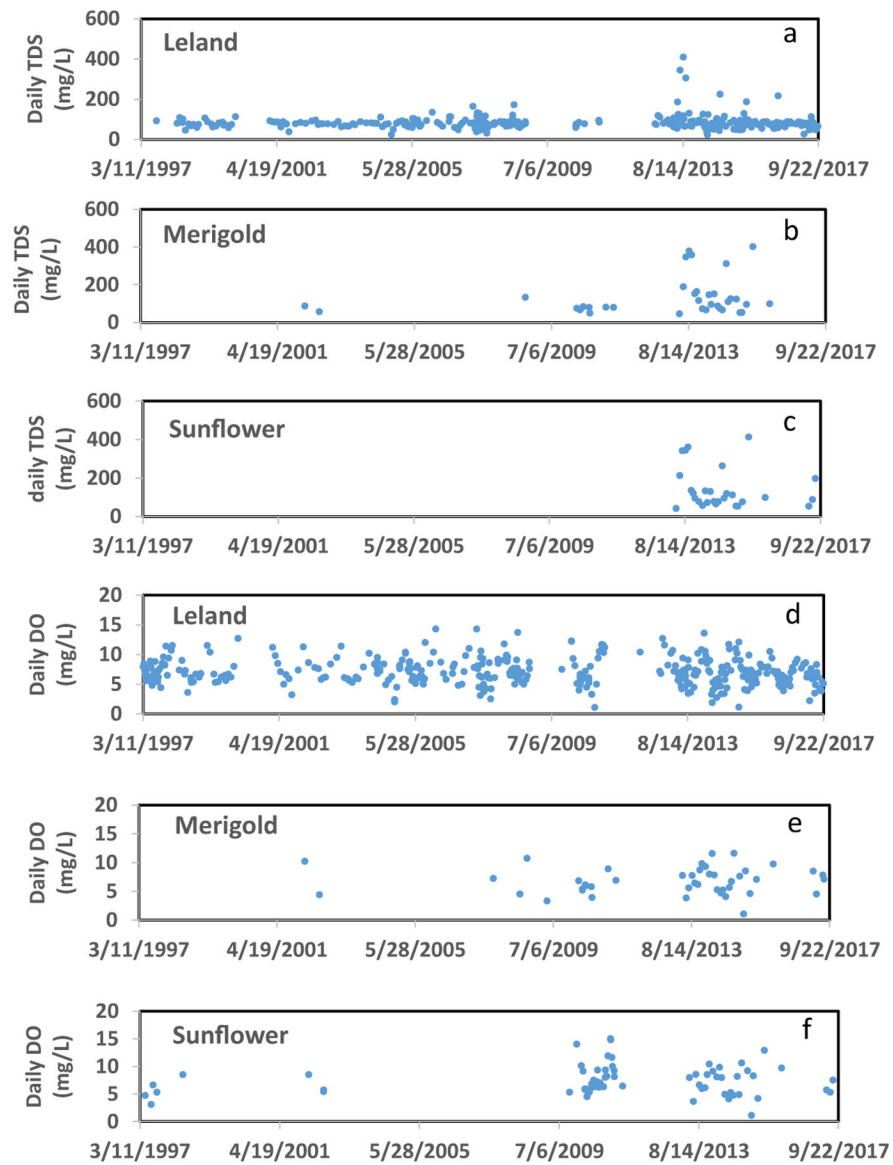 Daily TDS
(mg/L)
600
400
200
0
Leland
a
3/11/1997 4/19/2001 5/28/2005 7/6/2009 8/14/2013 9/22/2017
Daily TDS
(mg/L)
600
400
200
0
Merigold
b
3/11/1997 4/19/2001 5/28/2005 7/6/2009 8/14/2013 9/22/2017
daily TDS
(mg/L)
600
400
200
0
Sunflower
c
3/11/1997 4/19/2001 5/28/2005 7/6/2009 8/14/2013 9/22/2017
Daily DO
(mg/L)
20
15
10
5
0
Leland
d
3/11/1997 4/19/2001 5/28/2005 7/6/2009 8/14/2013 9/22/2017
Daily DO
(mg/L)
20
15
10
5
0
Merigold
e
3/11/1997 4/19/2001 5/28/2005 7/6/2009 8/14/2013 9/22/2017
Daily DO
(mg/L)
20
15
10
5
0
Sunflower
f
3/11/1997 4/19/2001 5/28/2005 7/6/2009 8/14/2013 9/22/2017